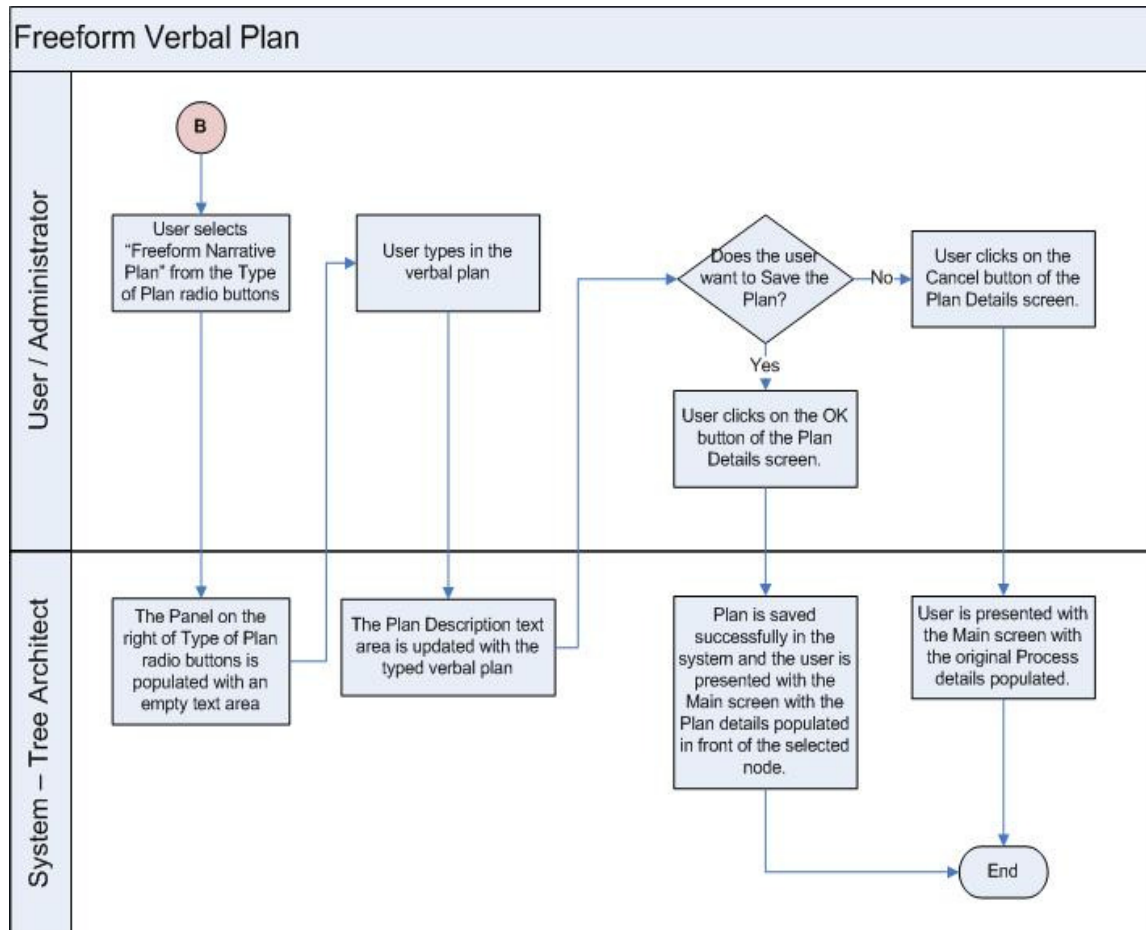 Freeform Verbal Plan
User / Administrator
B
User selects
“Freeform Narrative
Plan” from the Type
of Plan radio buttons
User types in the
verbal plan
Does the user
want to Save the
Plan?
No
User clicks on the
Cancel button of the
Plan Details screen.
Yes
User clicks on the OK
button of the Plan
Details screen.
System – Tree Architect
The Panel on the
right of Type of Plan
radio buttons is
populated with an
empty text area
The Plan Description text
area is updated with the
typed verbal plan
Plan is saved
successfully in the
system and the user is
presented with the
Main screen with the
Plan details populated
in front of the selected
node.
User is presented with
the Main screen with
the original Process
details populated.
End